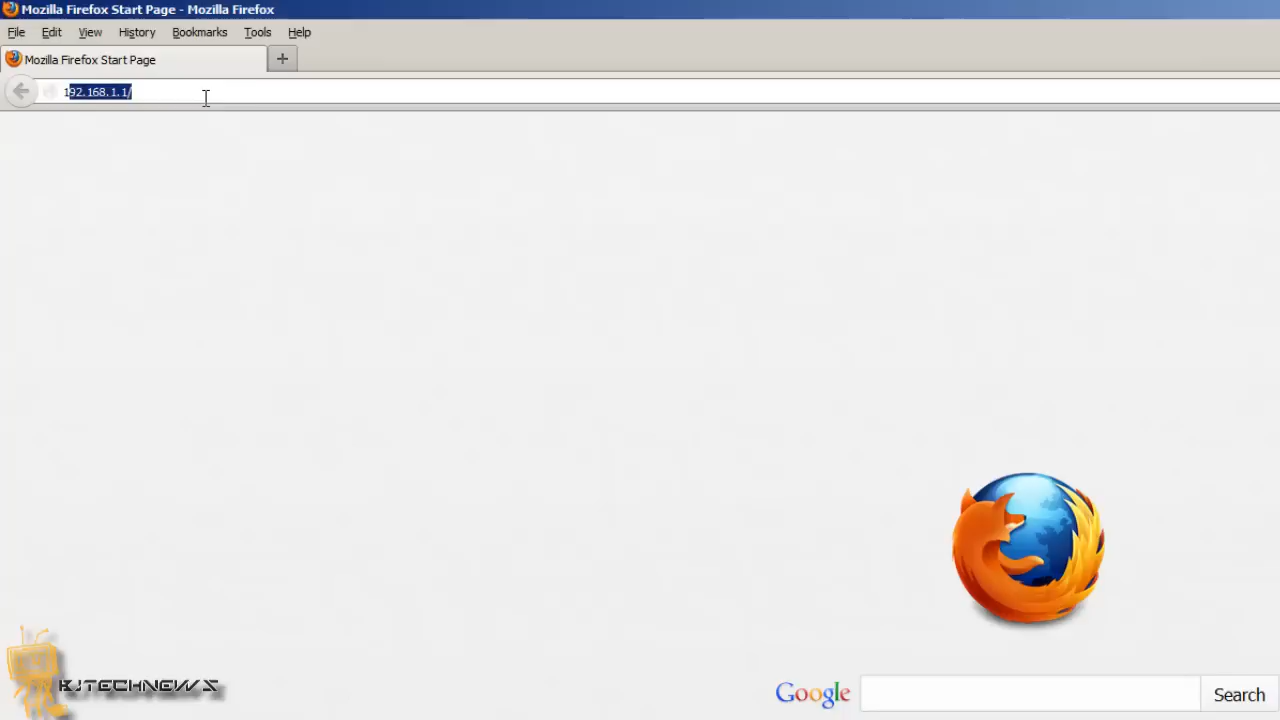 Mozilla Firefox Start Page - Mozilla Firefox
File Edit View History Bookmarks Tools Help
Mozilla Firefox Start Page +
192.168.1.1/
Google Search
KJTECHNEWS